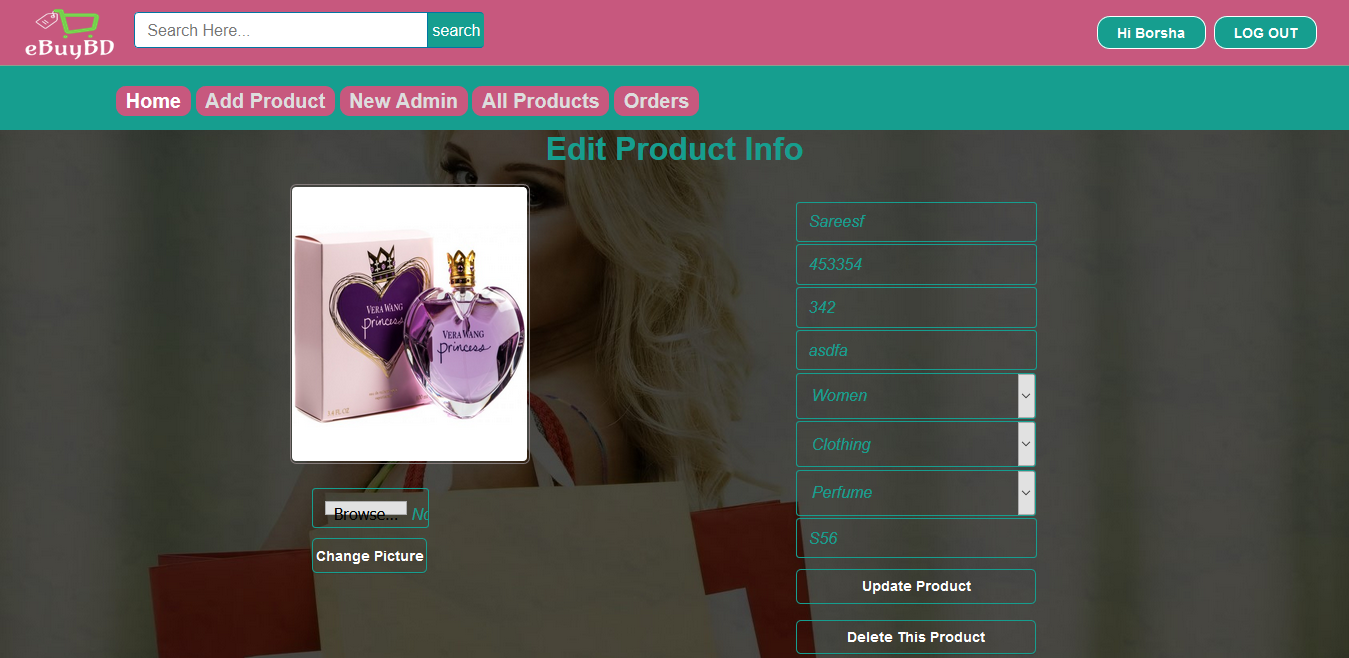 eBuyBD
Search Here...
search
Hi Borsha
LOG OUT
Home
Add Product
New Admin
All Products
Orders
Edit Product Info
VERA WANG
Princess
VERA WANG
Princess
Sareesf
453354
342
asdfa
Women
Clothing
Perfume
S56
Browse... No
Change Picture
Update Product
Delete This Product